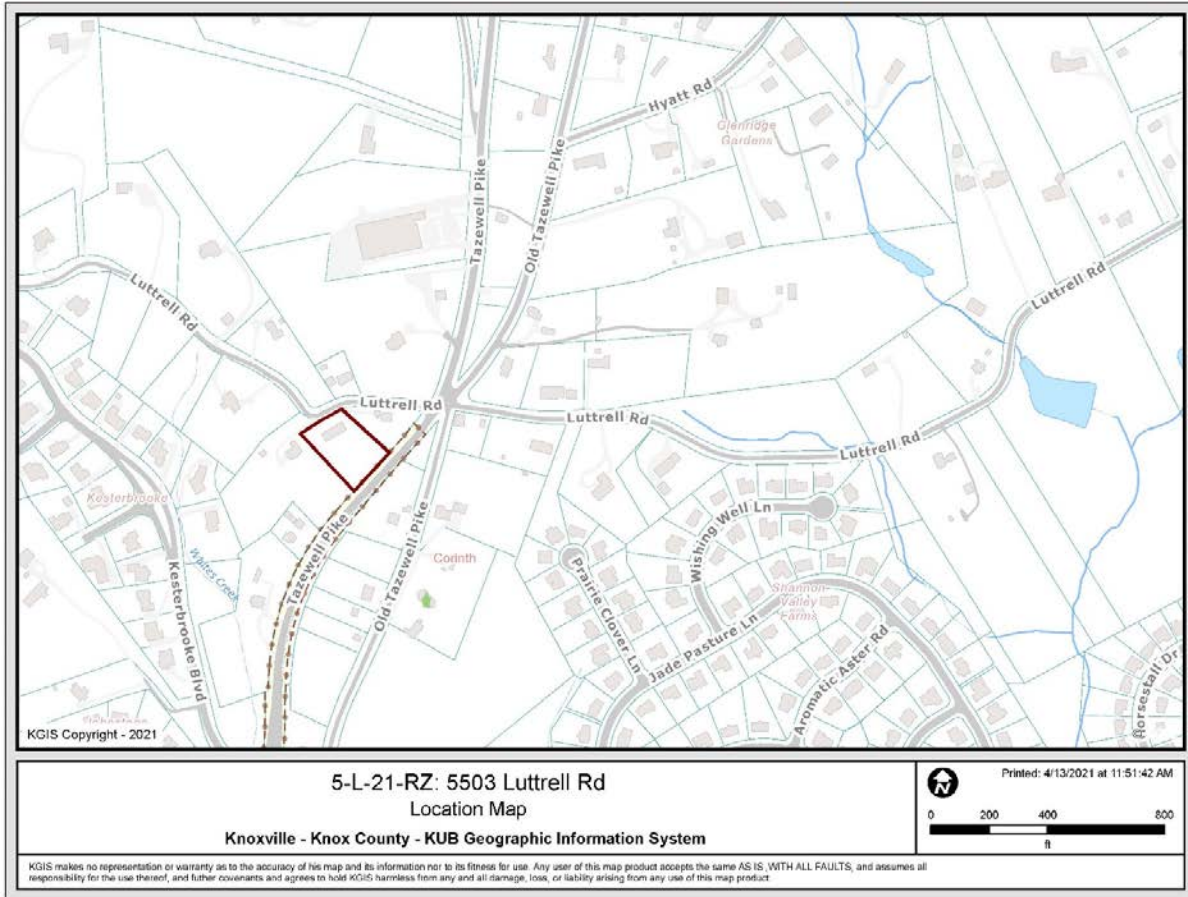 Hyatt Rd
Glenridge
Gardens
Tazewell Pike
Old Tazewell Pike
Luttrell Rd
Luttrell Rd
Luttrell Rd
Luttrell Rd
Luttrell Rd
Kesterbrooke
Whites Creek
Kesterbrooke Blvd
Tazewell Pike
Old Tazewell Pike
Corinth
Prairie Clover Ln
Wishing Well Ln
Jade Pasture Ln
Shannon
Valley
Farms
Aromatic Aster Rd
Horsestall Dr
KGIS Copyright - 2021
5-L-21-RZ: 5503 Luttrell Rd
Location Map
Knoxville - Knox County - KUB Geographic Information System
N
Printed: 4/13/2021 at 11:51:42 AM
0 200 400 800
ft
KGIS makes no representation or warranty as to the accuracy of his map and its information nor to its fitness for use. Any user of this map product accepts the same AS IS ,WITH ALL FAULTS, and assumes all
responsibility for the use thereof, and futher covenants and agrees to hold KGIS harmless from any and all damage, loss, or liability arising from any use of this map product.